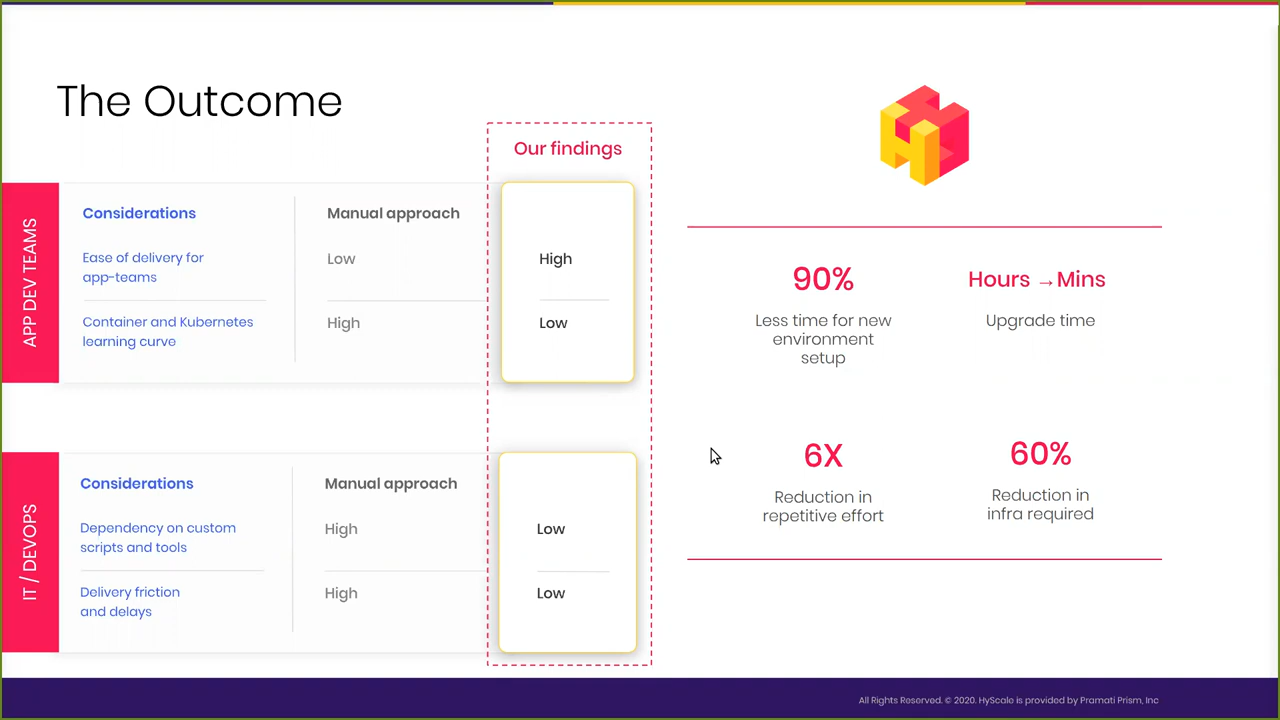 The Outcome
Our findings
APP DEV TEAMS
Considerations
Manual approach
Ease of delivery for
app-teams
Low
High
Container and Kubernetes
learning curve
High
Low
IT / DEVOPS
Considerations
Manual approach
Dependency on custom
scripts and tools
High
Low
Delivery friction
and delays
High
Low
90%
Less time for new
environment
setup
Hours →Mins
Upgrade time
6X
Reduction in
repetitive effort
60%
Reduction in
infra required
All Rights Reserved. © 2020. HyScale is provided by Pramati Prism, Inc